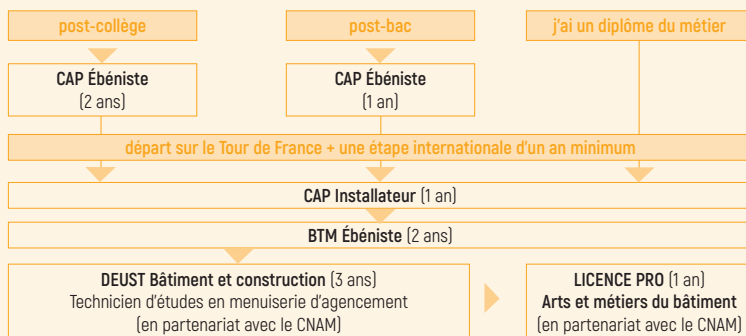 post-collège
post-bac
j'ai un diplôme du métier
CAP Ébéniste
(2 ans)
CAP Ébéniste
(1 an)
départ sur le Tour de France + une étape internationale d'un an minimum
CAP Installateur (1 an)
BTM Ébéniste (2 ans)
DEUST Bâtiment et construction (3 ans)
Technicien d'études en menuiserie d'agencement
(en partenariat avec le CNAM)
LICENCE PRO (1 an)
Arts et métiers du bâtiment
(en partenariat avec le CNAM)